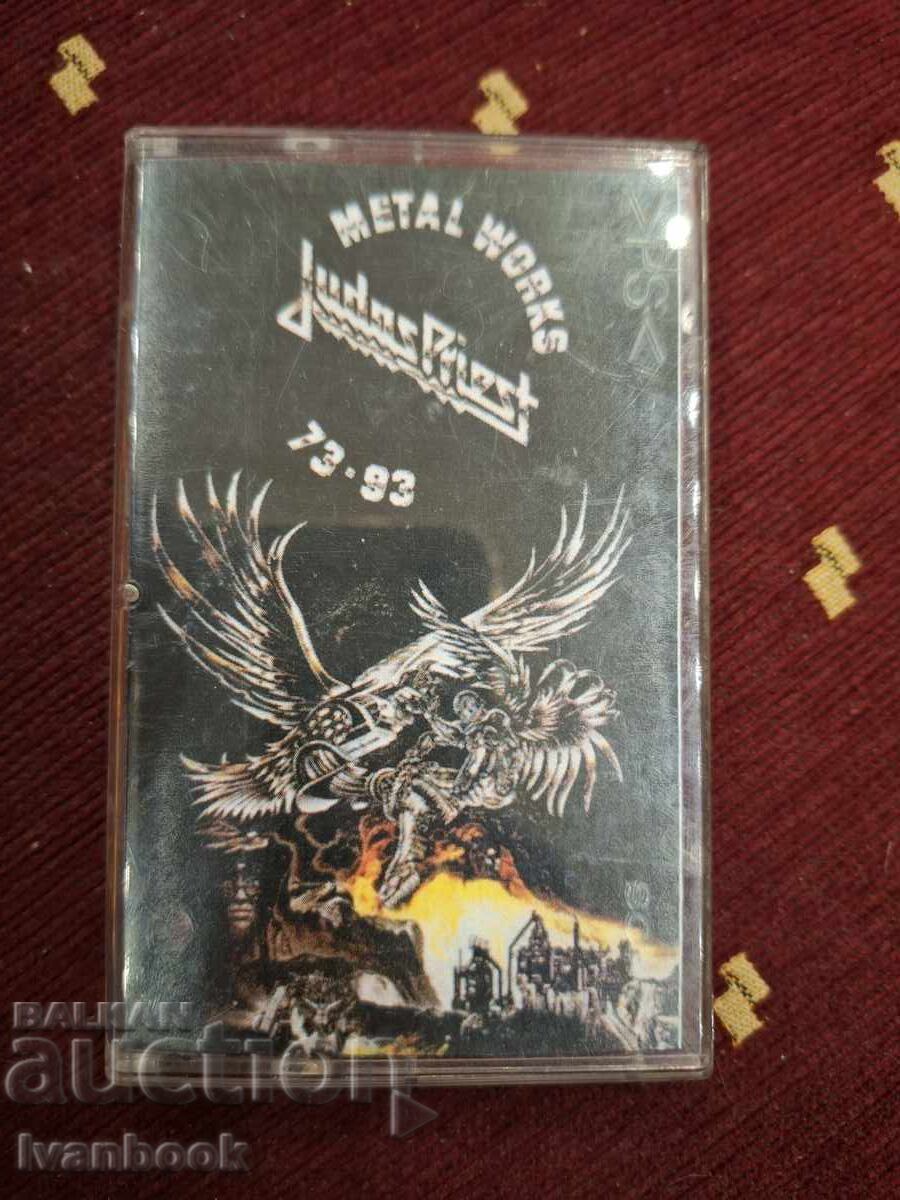 METAL WORKS
Judas Priest
73·93
BALKAN
auction
Ivanbook